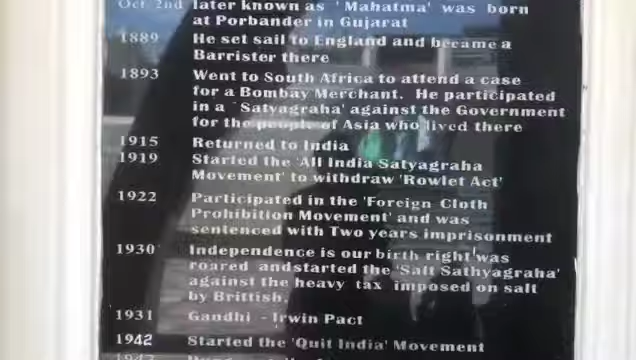 Oct. 2nd later known as 'Mahatma' was born
at Porbander in Gujarat
1889 He set sail to England and became a
Barrister there
1893 Went to South Africa to attend a case
for a Bombay Merchant. He participated
in a 'Satyagraha' against the Government
for the people of Asia who lived there
1915 Returned to India
1919 Started the 'All India Satyagraha
Movement' to withdraw 'Rowlet Act'
1922 Participated in the 'Foreign Cloth
Prohibition Movement' and was
sentenced with Two years imprisonment
1930 Independence is our birth right was
roared andstarted the 'Salt Sathyagraha'
against the heavy tax imposed on salt
by Brittish.
1931 Gandhi - Irwin Pact
1942 Started the 'Quit India' Movement